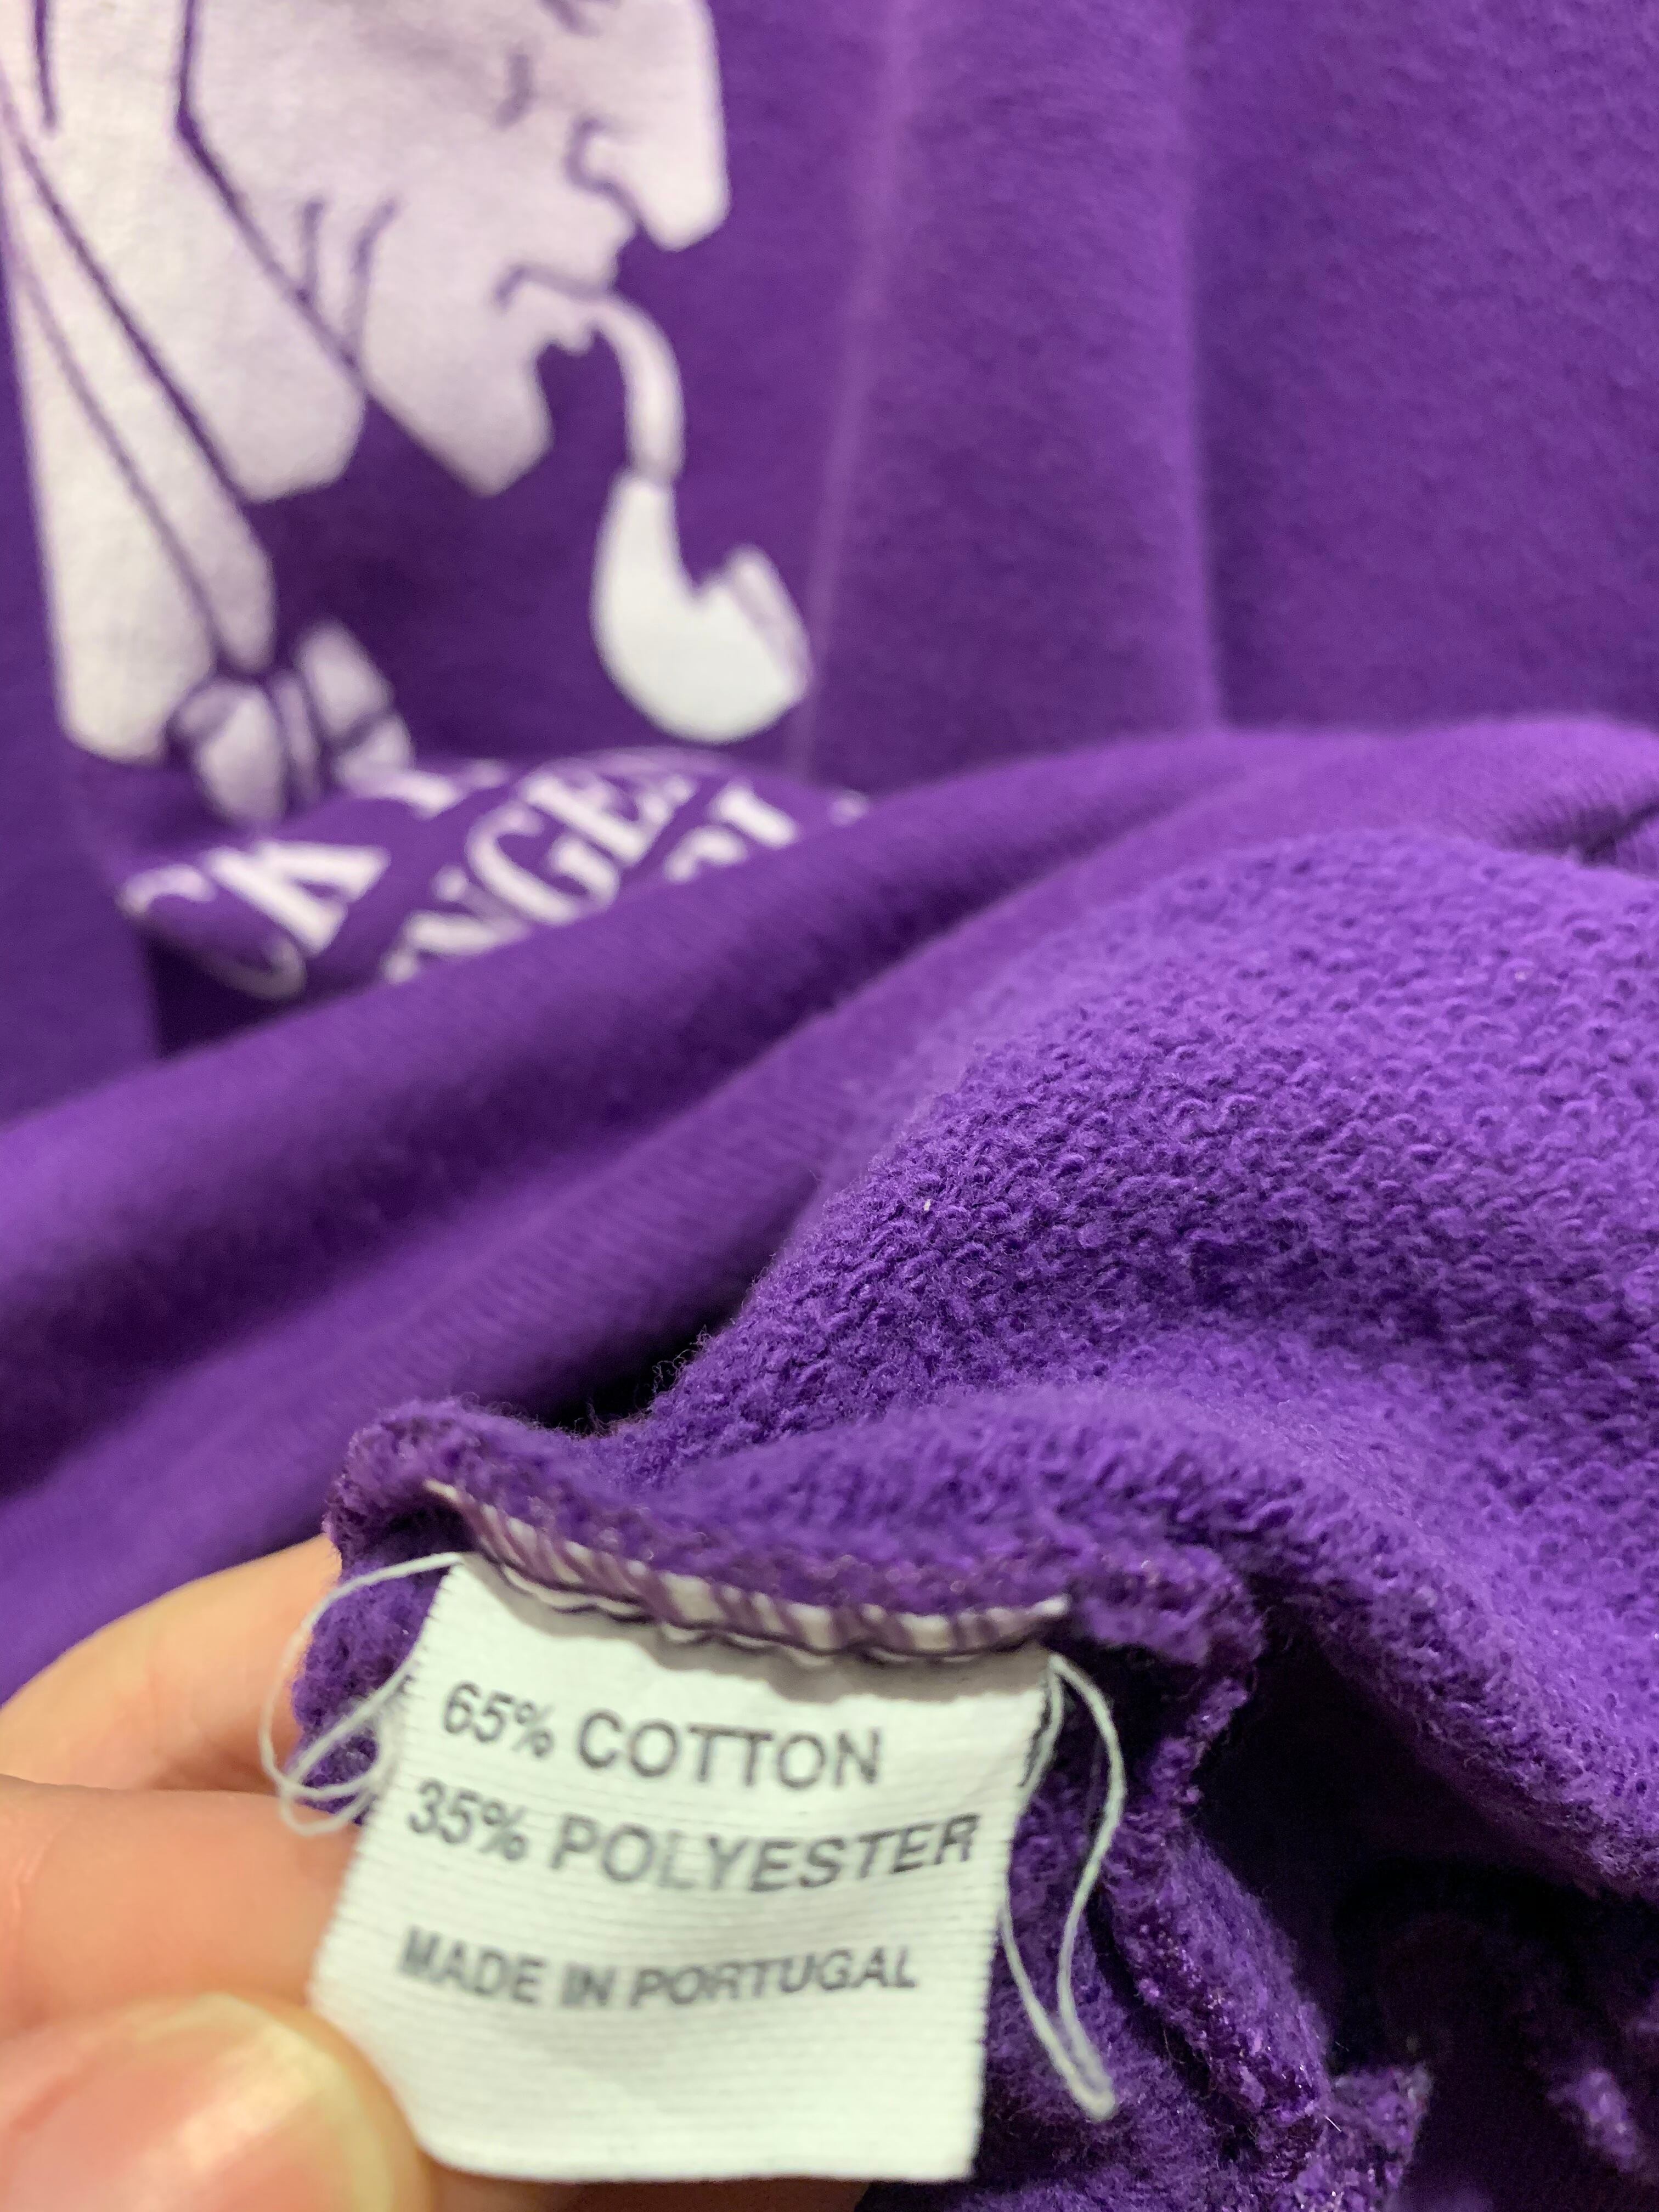 65% COTTON
35% POLYESTER
MADE IN PORTUGAL